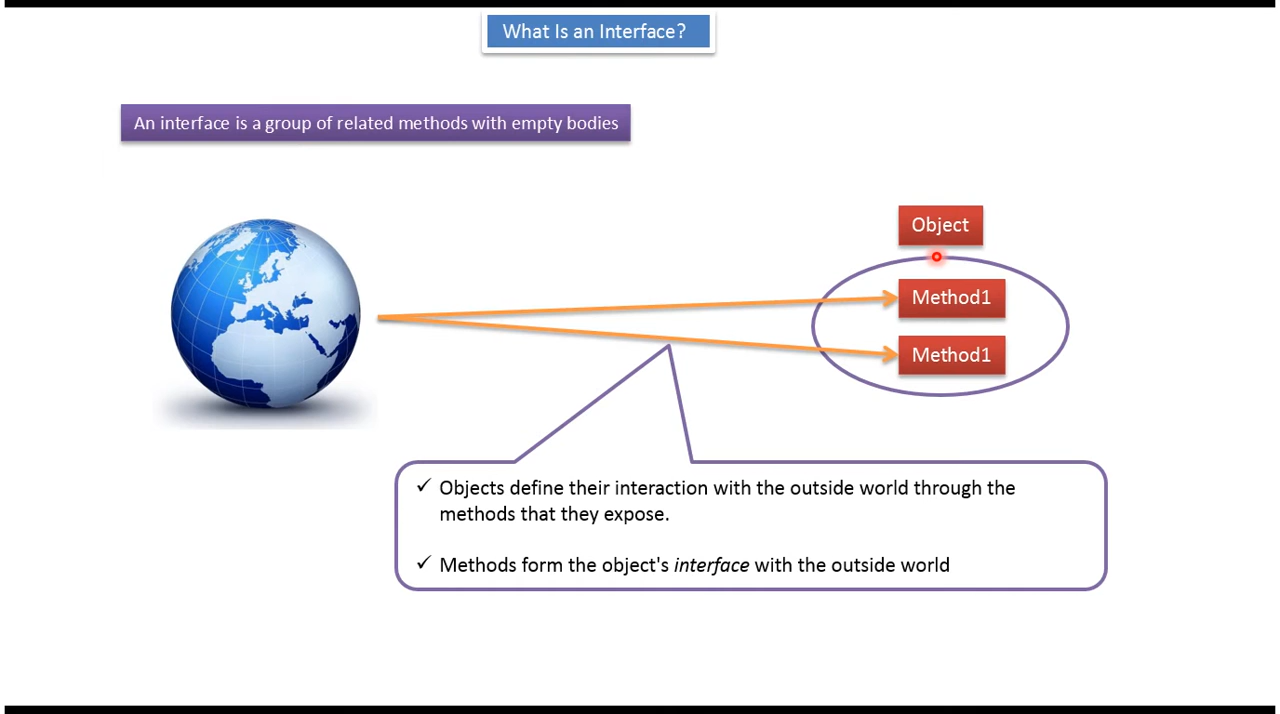 What Is an Interface?
An interface is a group of related methods with empty bodies
Object
Method1
Method1
✓ Objects define their interaction with the outside world through the
methods that they expose.
✓ Methods form the object's interface with the outside world